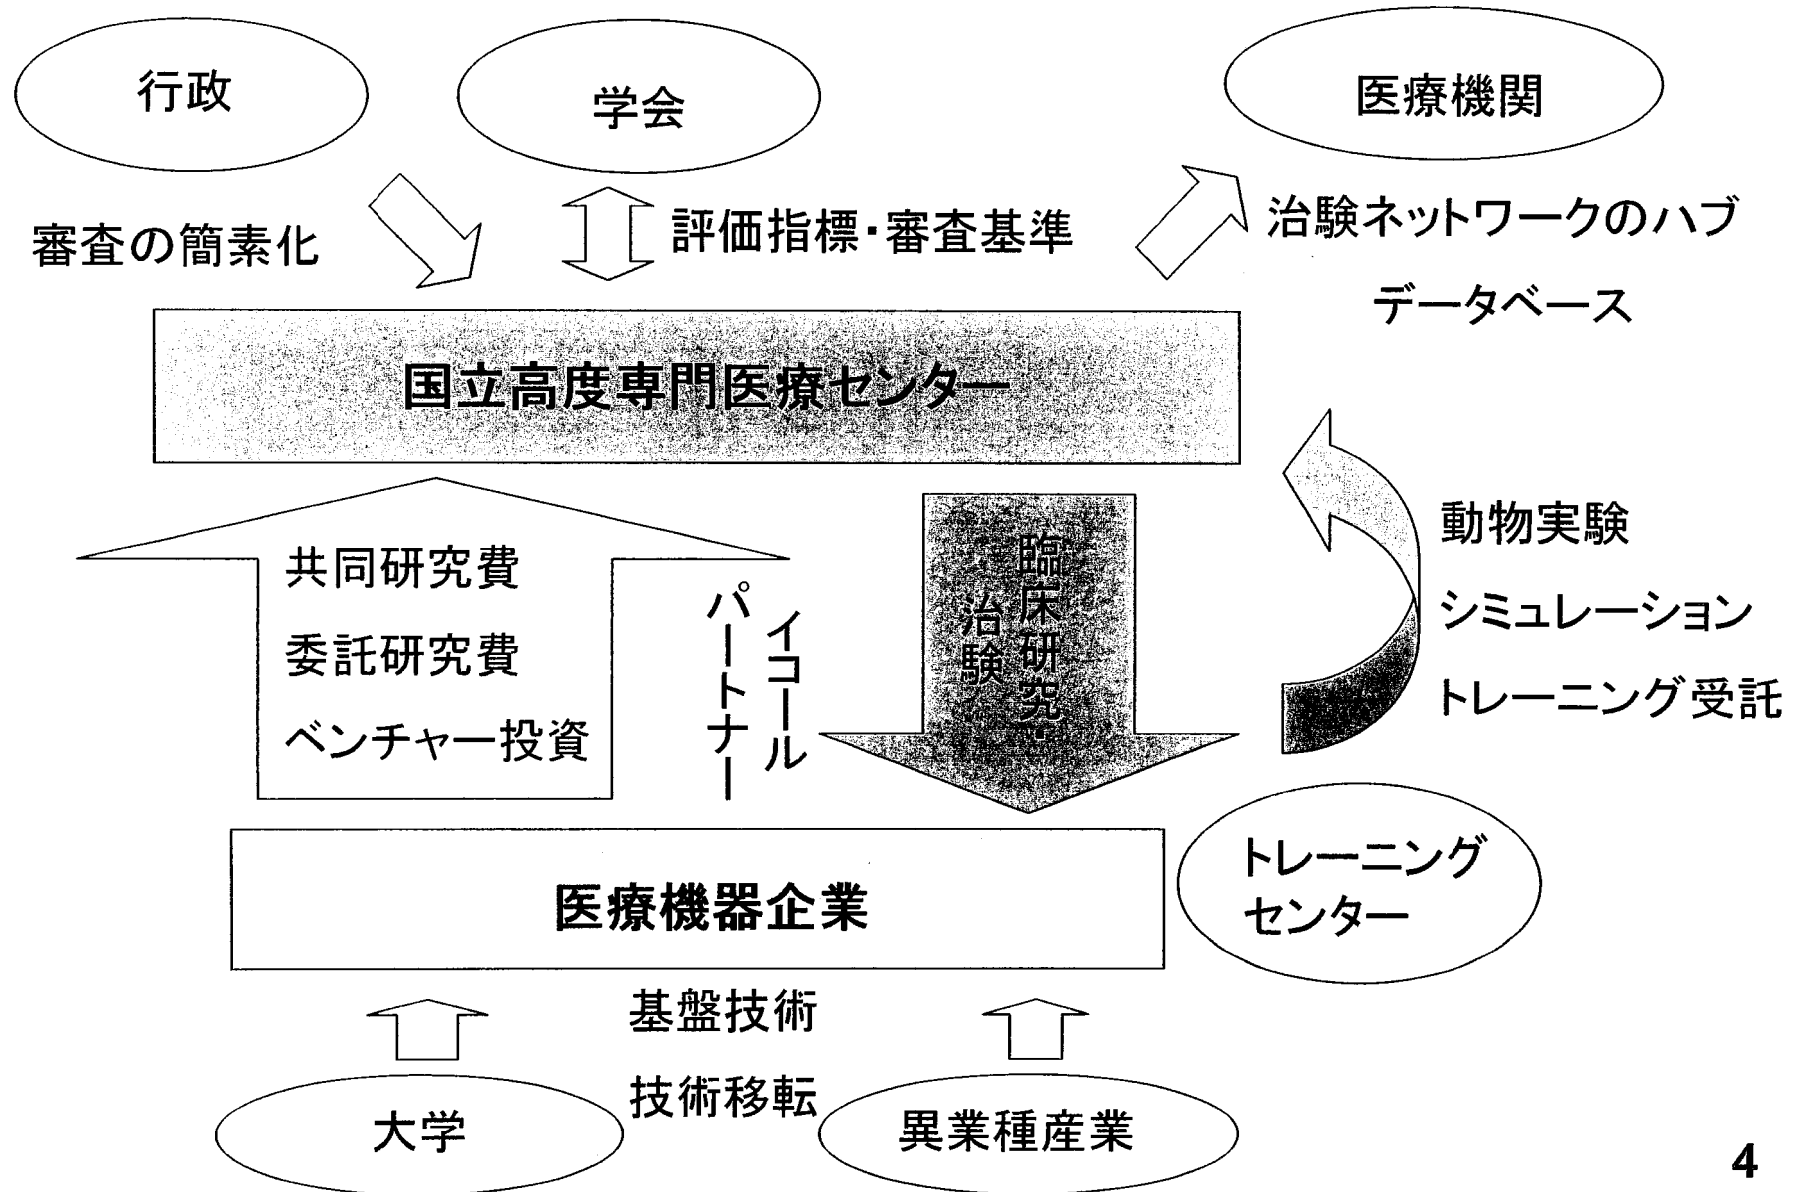 行政
学会
医療機関
審査の簡素化
評価指標・審査基準
治験ネットワークのハブ
データベース
国立高度専門医療センター
共同研究費
委託研究費
ベンチャー投資
イコール
パートナー
臨床研究・
治験
動物実験
シミュレーション
トレーニング受託
医療機器企業
トレーニング
センター
基盤技術
技術移転
大学
異業種産業
4